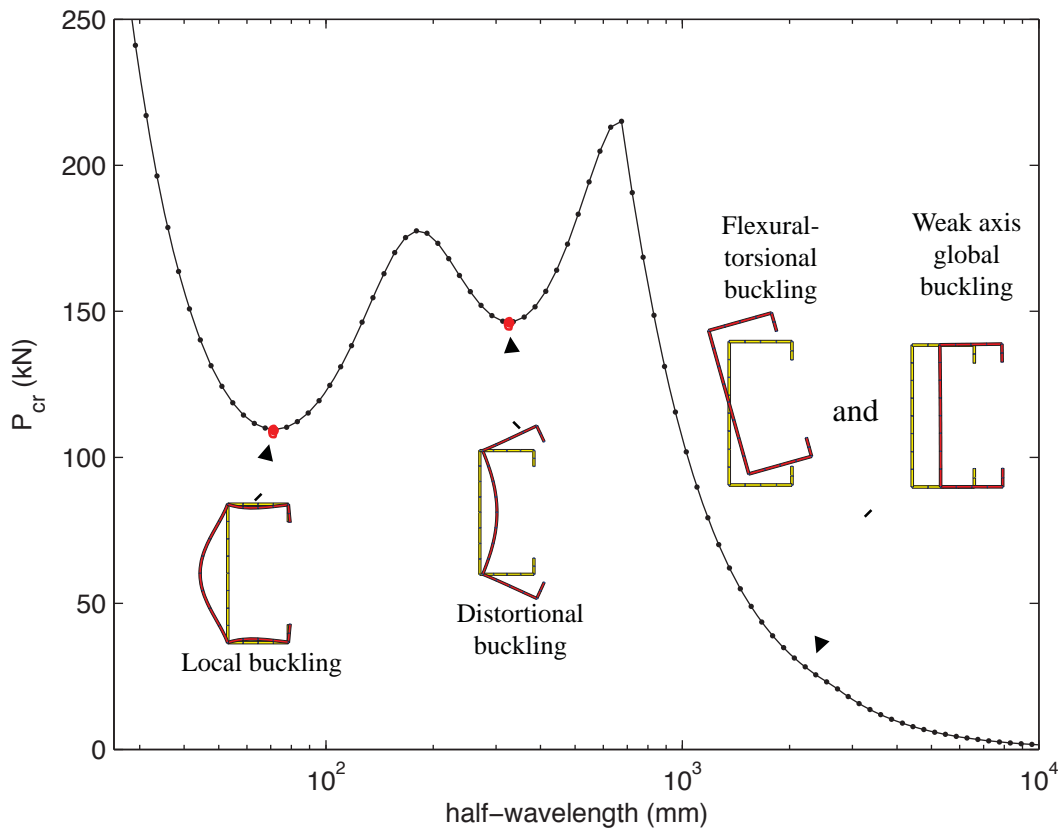 250
200
150
100
50
0
P_cr (kN)
10^2
10^3
10^4
half-wavelength (mm)
Local buckling
Distortional
buckling
Flexural-
torsional
buckling
and
Weak axis
global
buckling